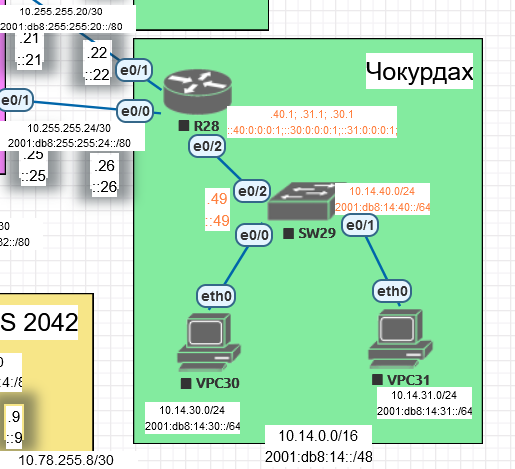 10.255.255.20/30
2001:db8:255:255:20::/80
.21
::21
.22
::22
e0/1
Чокурдах
e0/1
e0/0
R28
.40.1; .31.1; .30.1
::40:0:0:0:1;::30:0:0:0:1;::31:0:0:0:1;
10.255.255.24/30
2001:db8:255:255:24::/80
e0/2
.25
::25
.26
::26
.49
::49
e0/2
10.14.40.0/24
2001:db8:14:40::/64
SW29
e0/0
e0/1
eth0
eth0
S 2042
VPC30
VPC31
10.14.30.0/24
2001:db8:14:30::/64
10.14.31.0/24
2001:db8:14:31::/64
.9
::9
10.14.0.0/16
2001:db8:14::/48
10.78.255.8/30